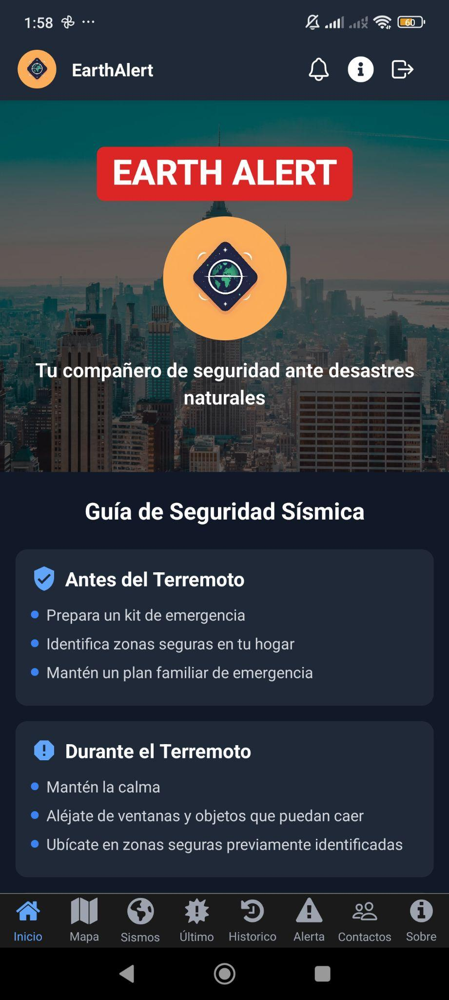 1:58
60
EarthAlert
EARTH ALERT
Tu compañero de seguridad ante desastres
naturales
Guía de Seguridad Sísmica
Antes del Terremoto
Prepara un kit de emergencia
Identifica zonas seguras en tu hogar
Mantén un plan familiar de emergencia
Durante el Terremoto
Mantén la calma
Aléjate de ventanas y objetos que puedan caer
Ubícate en zonas seguras previamente identificadas
Inicio Mapa Sismos Último Historico Alerta Contactos Sobre